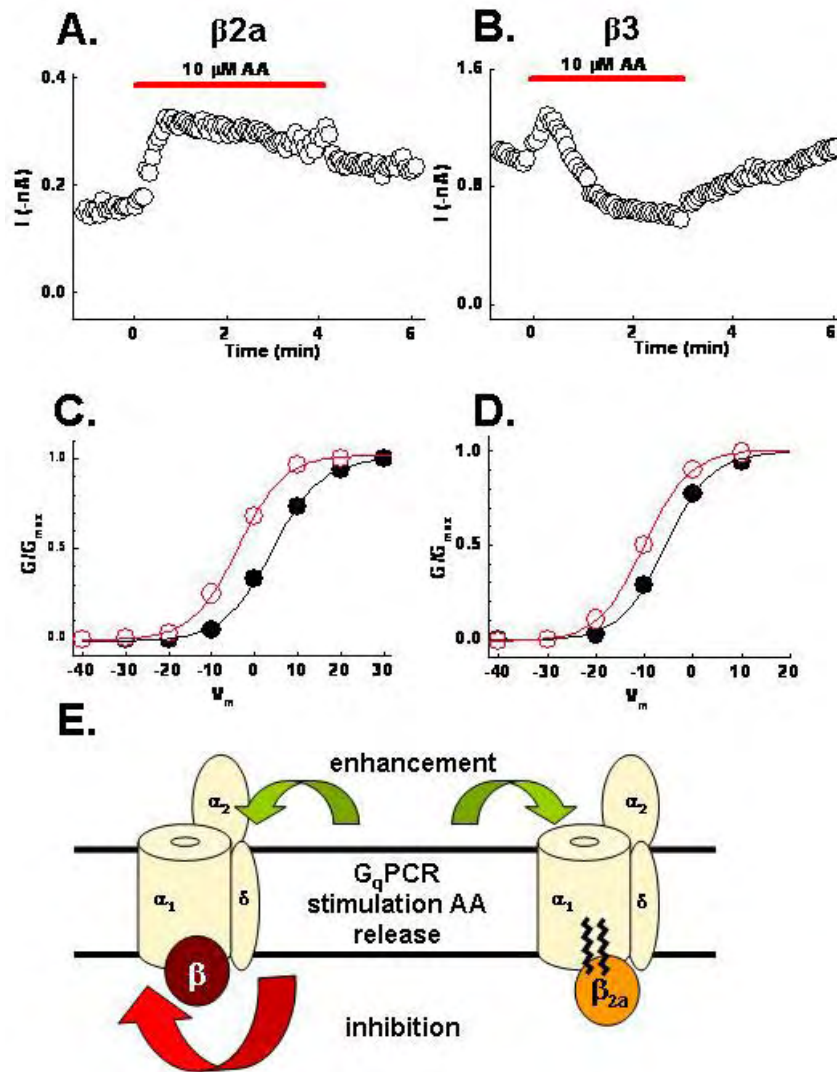 A. β2a
10 µM AA
0.4
0.2
0.0
I (-nA)
0 2 4 6
Time (min)
B. β3
10 µM AA
1.6
0.8
0.0
I (-nA)
0 2 4 6
Time (min)
C.
1.0
0.5
0.0
G/Gmax
-40 -30 -20 -10 0 10 20 30
Vm
D.
1.0
0.5
0.0
G/Gmax
-40 -30 -20 -10 0 10 20
Vm
E.
enhancement
α2
α1
δ
β
GqPCR
stimulation AA
release
α2
α1
δ
β2a
inhibition